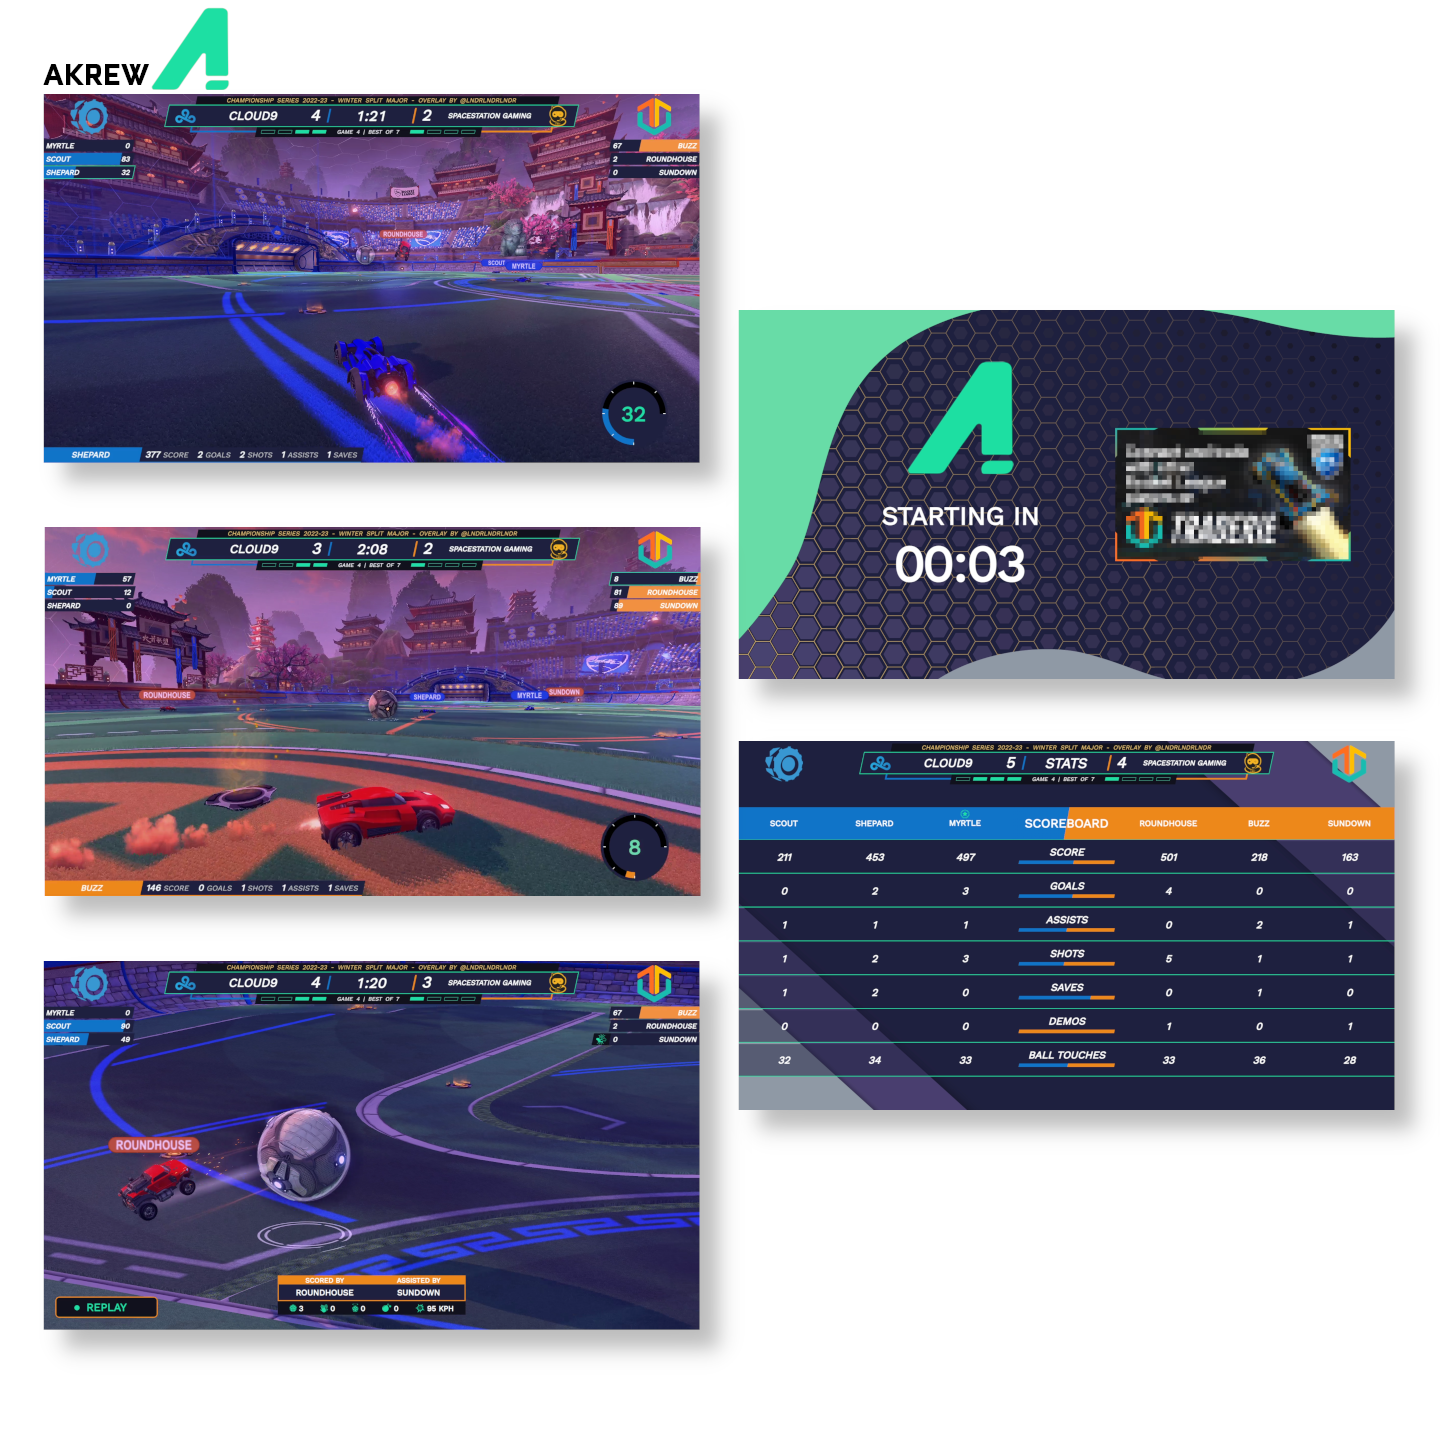 AKREW
CHAMPIONSHIP SERIES 2022-23 - WINTER SPLIT MAJOR - OVERLAY BY @LNDRLNDRLNDR
CLOUD9 4 1:21 2 SPACESTATION GAMING
GAME 4 | BEST OF 7
MYRTLE 0
SCOUT 83
SHEPARD 32
67 BUZZ
2 ROUNDHOUSE
0 SUNDOWN
ROUNDHOUSE
SCOUT MYRTLE
32
SHEPARD 377 SCORE 2 GOALS 2 SHOTS 1 ASSISTS 1 SAVES
CHAMPIONSHIP SERIES 2022-23 - WINTER SPLIT MAJOR - OVERLAY BY @LNDRLNDRLNDR
CLOUD9 3 2:08 2 SPACESTATION GAMING
GAME 4 | BEST OF 7
MYRTLE 57
SCOUT 12
SHEPARD 0
8 BUZZ
81 ROUNDHOUSE
89 SUNDOWN
ROUNDHOUSE
SHEPARD
MYRTLE
SUNDOWN
8
BUZZ 146 SCORE 0 GOALS 1 SHOTS 1 ASSISTS 1 SAVES
CHAMPIONSHIP SERIES 2022-23 - WINTER SPLIT MAJOR - OVERLAY BY @LNDRLNDRLNDR
CLOUD9 4 1:20 3 SPACESTATION GAMING
GAME 4 | BEST OF 7
MYRTLE 0
SCOUT 90
SHEPARD 49
67 BUZZ
2 ROUNDHOUSE
0 SUNDOWN
ROUNDHOUSE
SCORED BY ASSISTED BY
ROUNDHOUSE SUNDOWN
3 0 0 0 95 KPH
REPLAY
STARTING IN
00:03
CHAMPIONSHIP SERIES 2022-23 - WINTER SPLIT MAJOR - OVERLAY BY @LNDRLNDRLNDR
CLOUD9 5 STATS 4 SPACESTATION GAMING
GAME 4 | BEST OF 7
SCOUT SHEPARD MYRTLE SCOREBOARD ROUNDHOUSE BUZZ SUNDOWN
211 453 497 SCORE 501 218 163
0 2 3 GOALS 4 0 0
1 1 1 ASSISTS 0 2 1
1 2 3 SHOTS 5 1 1
1 2 0 SAVES 0 1 0
0 0 0 DEMOS 1 0 1
32 34 33 BALL TOUCHES 33 36 28